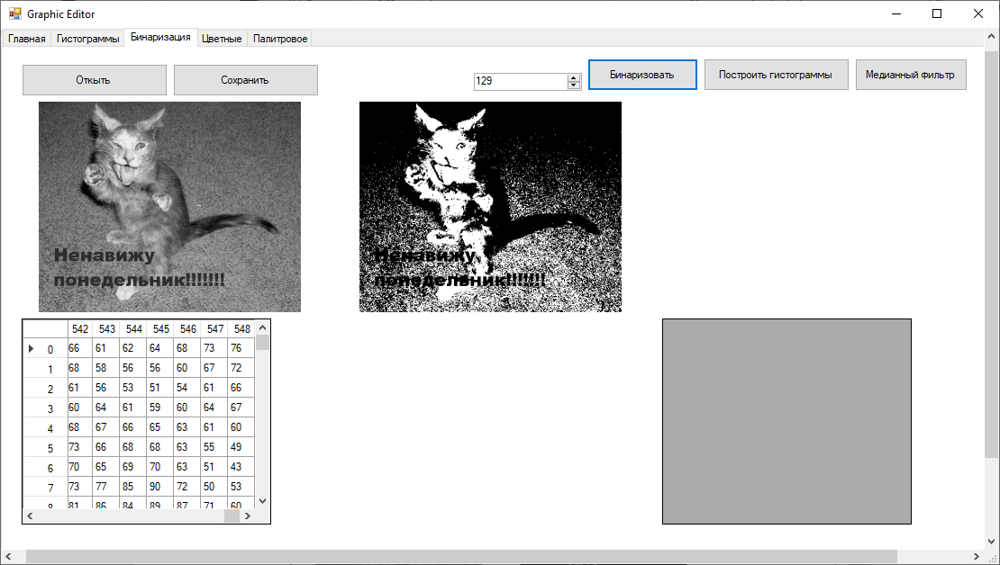 Graphic Editor
Главная Гистограммы Бинаризация Цветные Палитровое
Откыть Сохранить 129 Бинаризовать Построить гистограммы Медианный фильтр
Ненавижу
понедельник!!!!!!!
Ненавижу
понедельник!!!!!!!
542 543 544 545 546 547 548
0 66 61 62 64 68 73 76
1 68 58 56 56 60 67 72
2 61 56 53 51 54 61 66
3 60 64 61 59 60 64 67
4 68 67 66 65 63 61 60
5 73 66 68 68 63 55 49
6 70 65 69 70 63 51 43
7 73 77 85 90 72 50 53
8 81 86 84 89 87 71 60